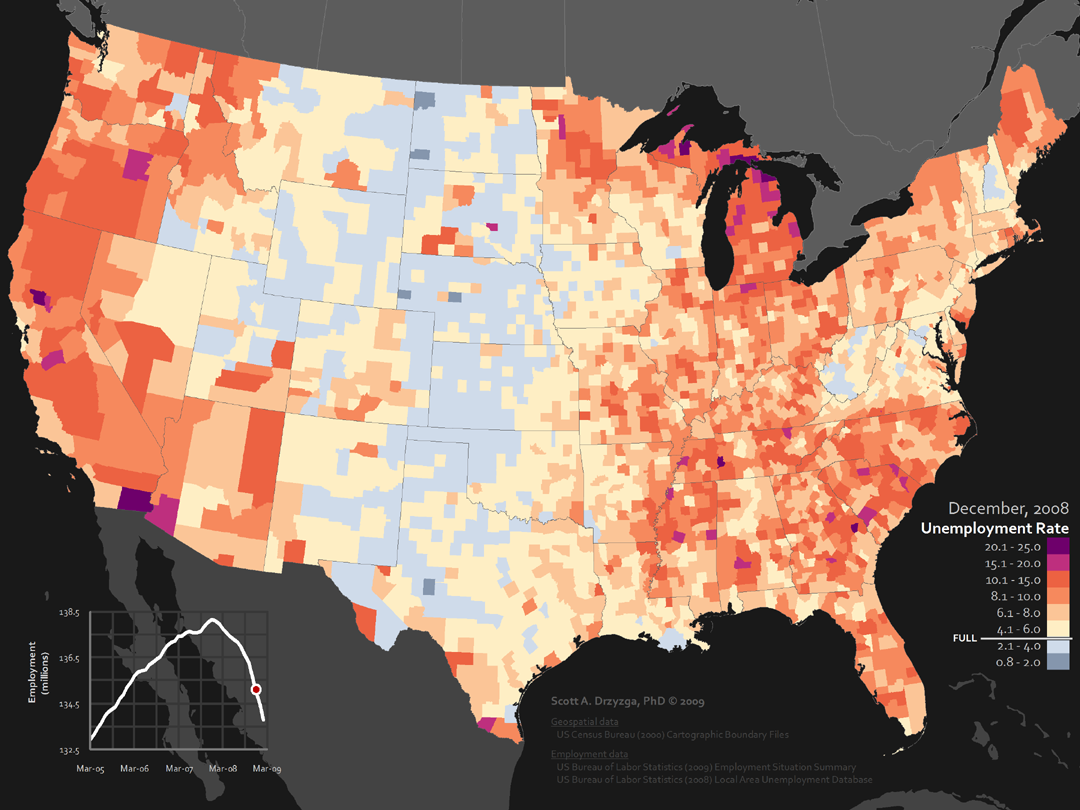 December, 2008
Unemployment Rate
20.1 - 25.0
15.1 - 20.0
10.1 - 15.0
8.1 - 10.0
6.1 - 8.0
4.1 - 6.0
FULL
2.1 - 4.0
0.8 - 2.0
138.5
136.5
134.5
132.5
Employment
(millions)
Mar-05 Mar-06 Mar-07 Mar-08 Mar-09
Scott A. Drzyzga, PhD © 2009
Geospatial data
US Census Bureau (2000) Cartographic Boundary Files
Employment data
US Bureau of Labor Statistics (2009) Employment Situation Summary
US Bureau of Labor Statistics (2008) Local Area Unemployment Database